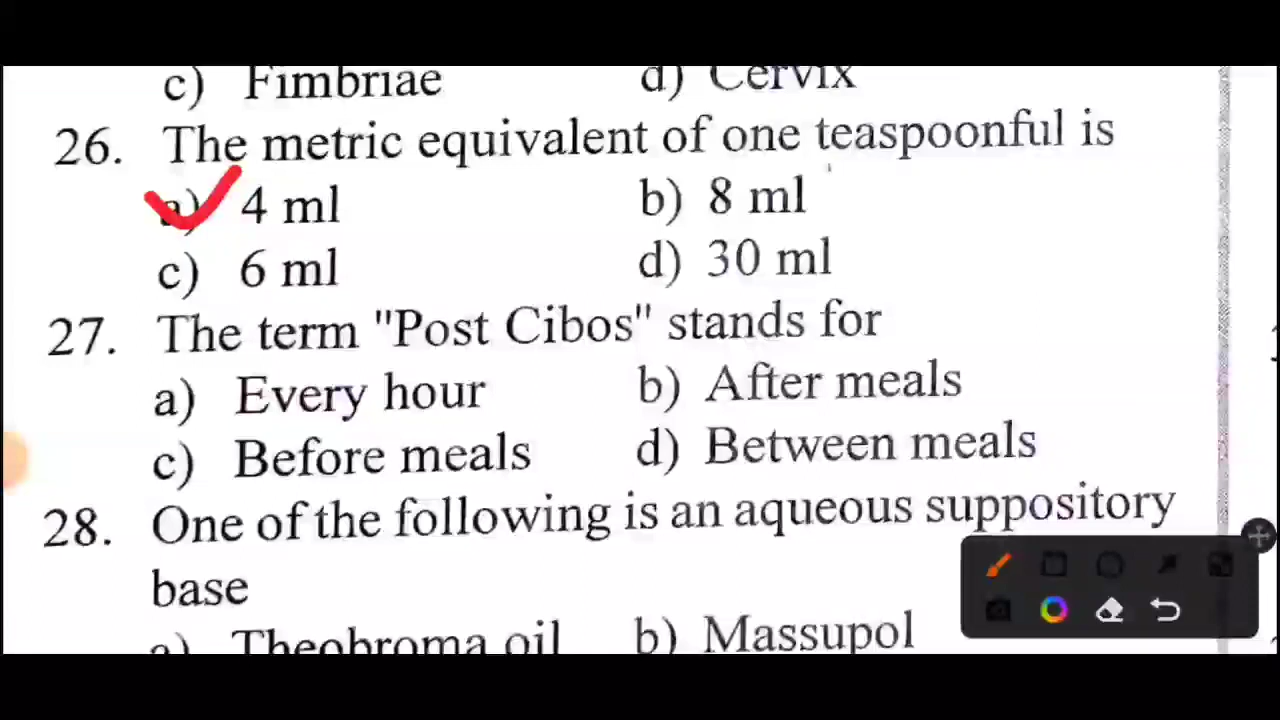 c) Fimbriae d) Cervix
26. The metric equivalent of one teaspoonful is
a) 4 ml b) 8 ml
c) 6 ml d) 30 ml
27. The term "Post Cibos" stands for
a) Every hour b) After meals
c) Before meals d) Between meals
28. One of the following is an aqueous suppository
base
a) Theobroma oil b) Massupol